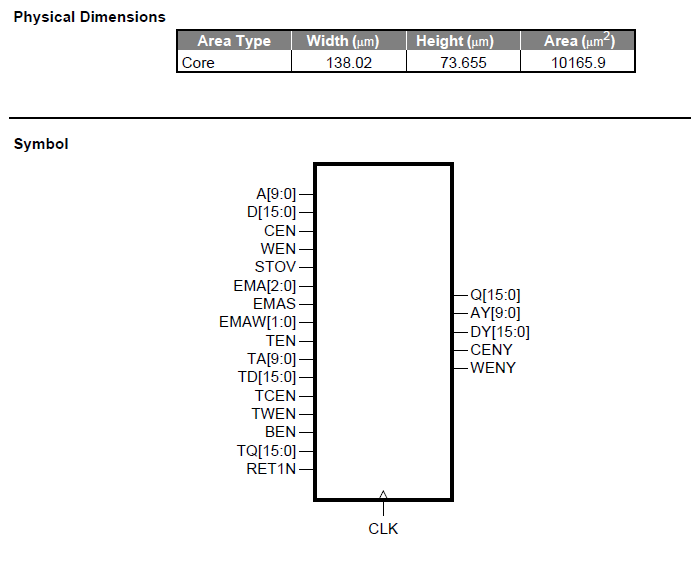 Physical Dimensions
Area Type Width (μm) Height (μm) Area (μm2)
Core 138.02 73.655 10165.9
Symbol
A[9:0]
D[15:0]
CEN
WEN
STOV
EMA[2:0]
EMAS
EMAW[1:0]
TEN
TA[9:0]
TD[15:0]
TCEN
TWEN
BEN
TQ[15:0]
RET1N
Q[15:0]
AY[9:0]
DY[15:0]
CENY
WENY
CLK